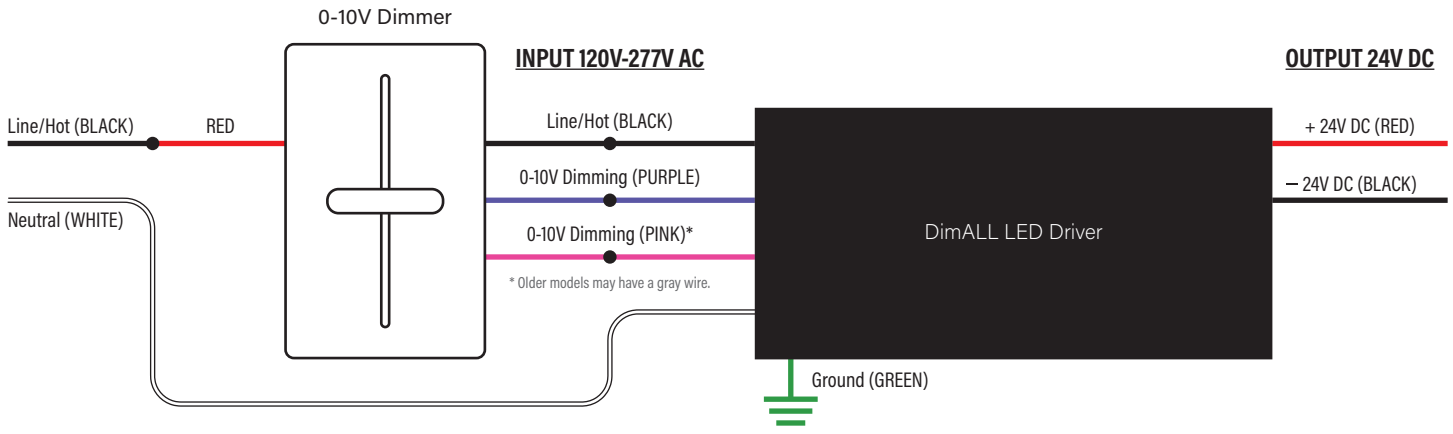 0-10V Dimmer
INPUT 120V-277V AC
OUTPUT 24V DC
Line/Hot (BLACK)
RED
Line/Hot (BLACK)
+ 24V DC (RED)
0-10V Dimming (PURPLE)
– 24V DC (BLACK)
Neutral (WHITE)
0-10V Dimming (PINK)*
DimALL LED Driver
* Older models may have a gray wire.
Ground (GREEN)